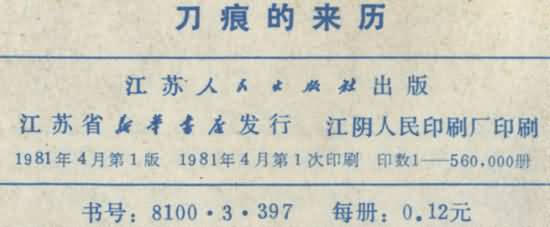 刀痕的来历
江苏人民出版社出版
江苏省新华书店发行 江阴人民印刷厂印刷
1981年4月第1版 1981年4月第1次印刷 印数1—560,000册
书号：8100·3·397 每册：0.12元